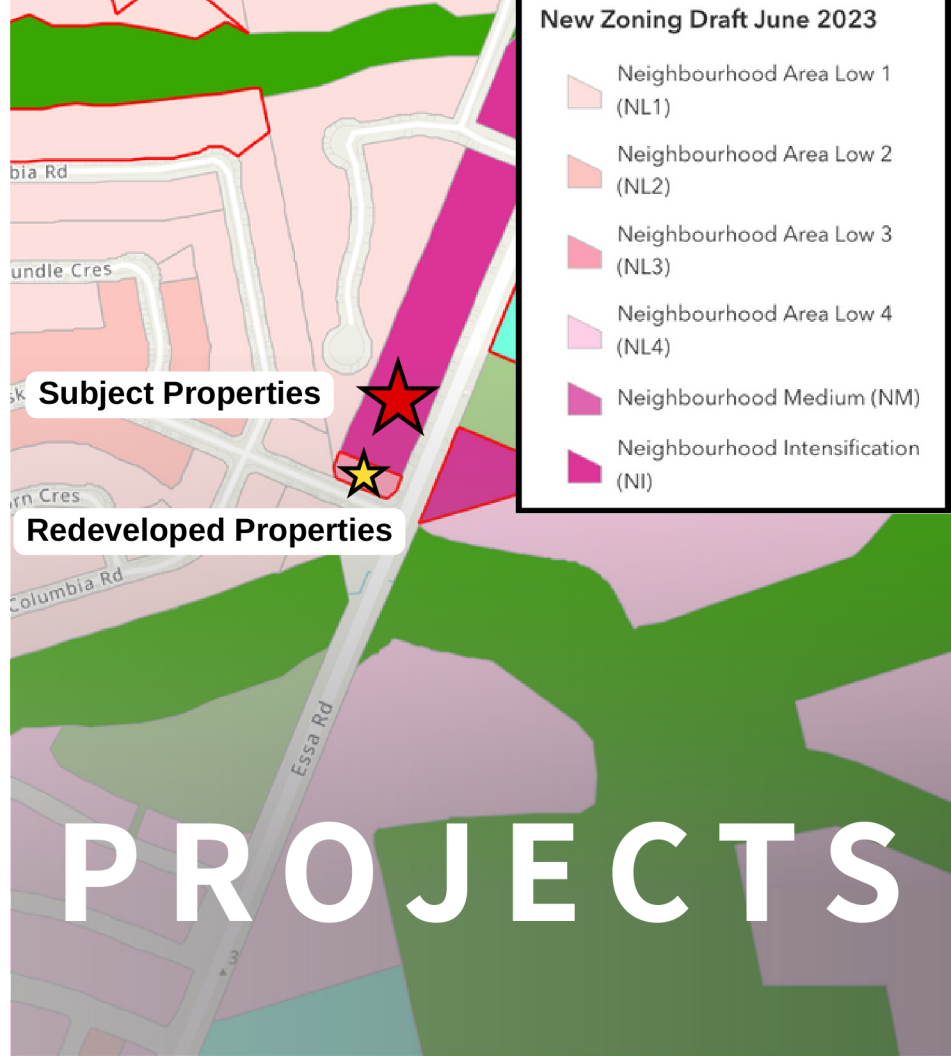 New Zoning Draft June 2023
Neighbourhood Area Low 1
(NL1)
Neighbourhood Area Low 2
(NL2)
Neighbourhood Area Low 3
(NL3)
Neighbourhood Area Low 4
(NL4)
Neighbourhood Medium (NM)
Neighbourhood Intensification
(NI)
bia Rd
undle Cres
sk
Subject Properties
rn Cres
Redeveloped Properties
Columbia Rd
Essa Rd
PROJECTS
3